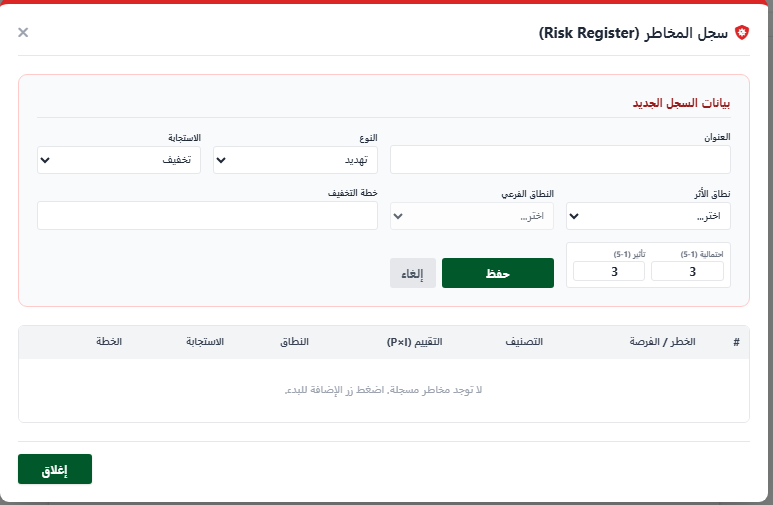 سجل المخاطر (Risk Register)
بيانات السجل الجديد
العنوان
النوع
الاستجابة
تهديد
تخفيف
نطاق الأثر
النطاق الفرعي
خطة التخفيف
اختر...
اختر...
احتمالية (1-5)
تأثير (1-5)
3
3
حفظ
إلغاء
# الخطر / الفرصة التصنيف التقييم (P×I) النطاق الاستجابة الخطة
لا توجد مخاطر مسجلة. اضغط زر الإضافة للبدء.
إغلاق